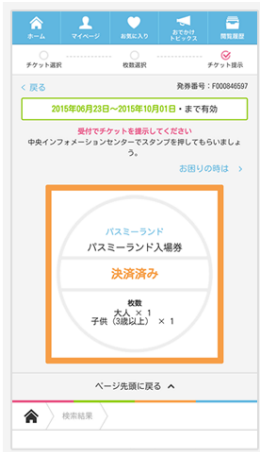 ホーム
マイページ
お気に入り
おでかけ
トピックス
閲覧履歴
チケット選択
枚数選択
チケット提示
< 戻る
発券番号：F000846597
2015年06月23日〜2015年10月01日・まで有効
受付でチケットを提示してください
中央インフォメーションセンターでスタンプを押してもらいましょ
う。
お困りの時は >
パスミーランド
パスミーランド入場券
決済済み
枚数
大人 × 1
子供（3歳以上） × 1
ページ先頭に戻る
検索結果